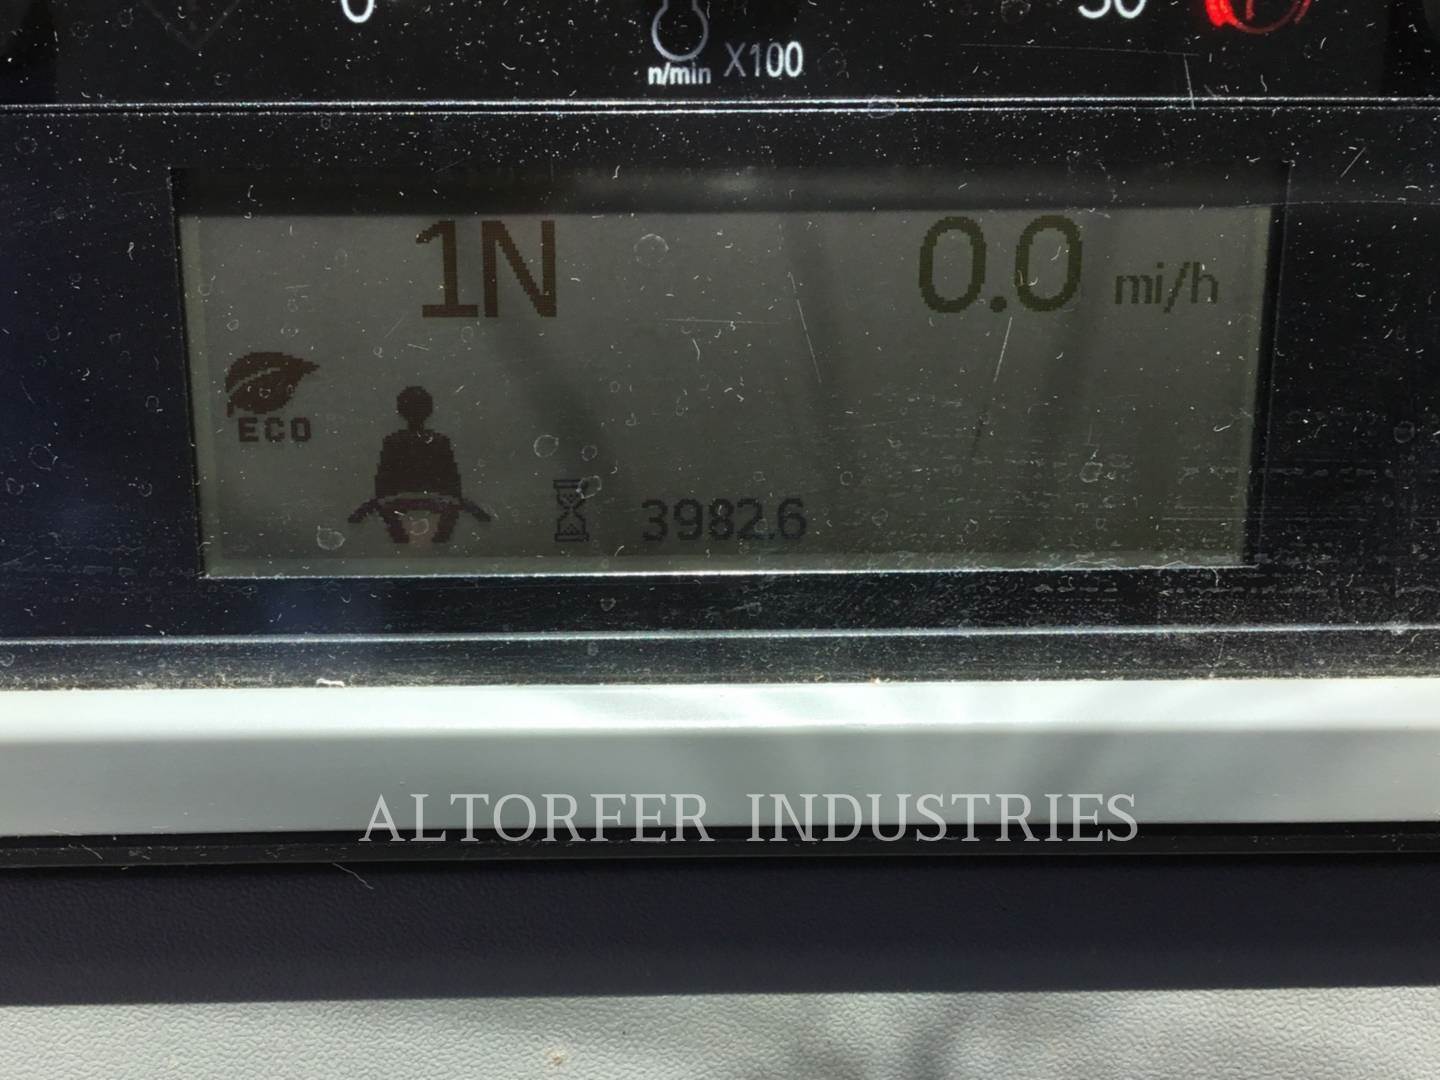 n/min X100
1N 0.0 mi/h
ECO
3982.6
ALTORFER INDUSTRIES